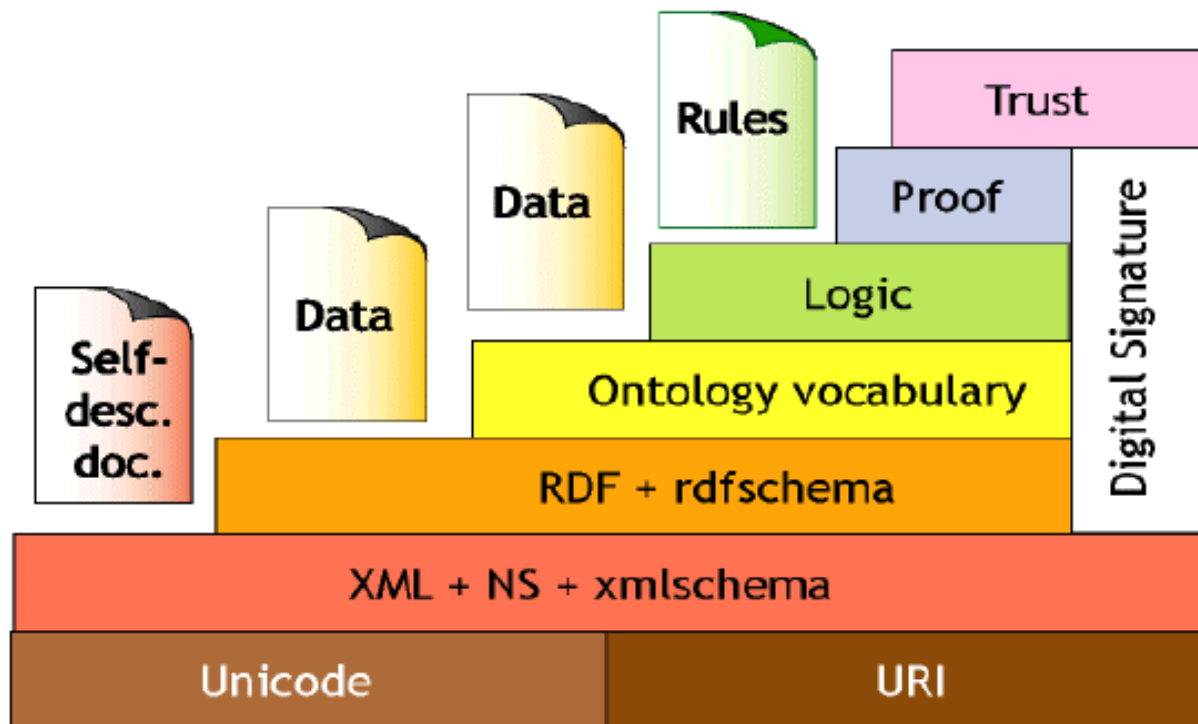 Trust
Rules
Proof
Data
Logic
Digital Signature
Data
Self-
desc.
doc.
Ontology vocabulary
RDF + rdfschema
XML + NS + xmlschema
Unicode
URI